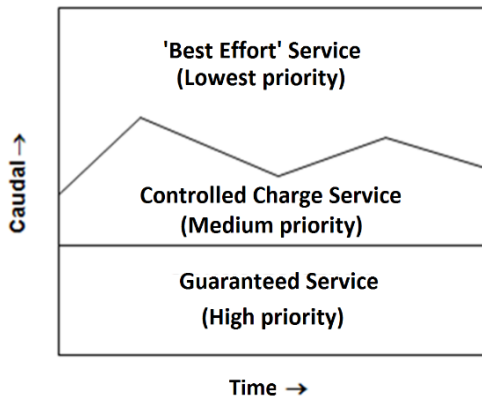 'Best Effort' Service
(Lowest priority)
Caudal →
Controlled Charge Service
(Medium priority)
Guaranteed Service
(High priority)
Time →